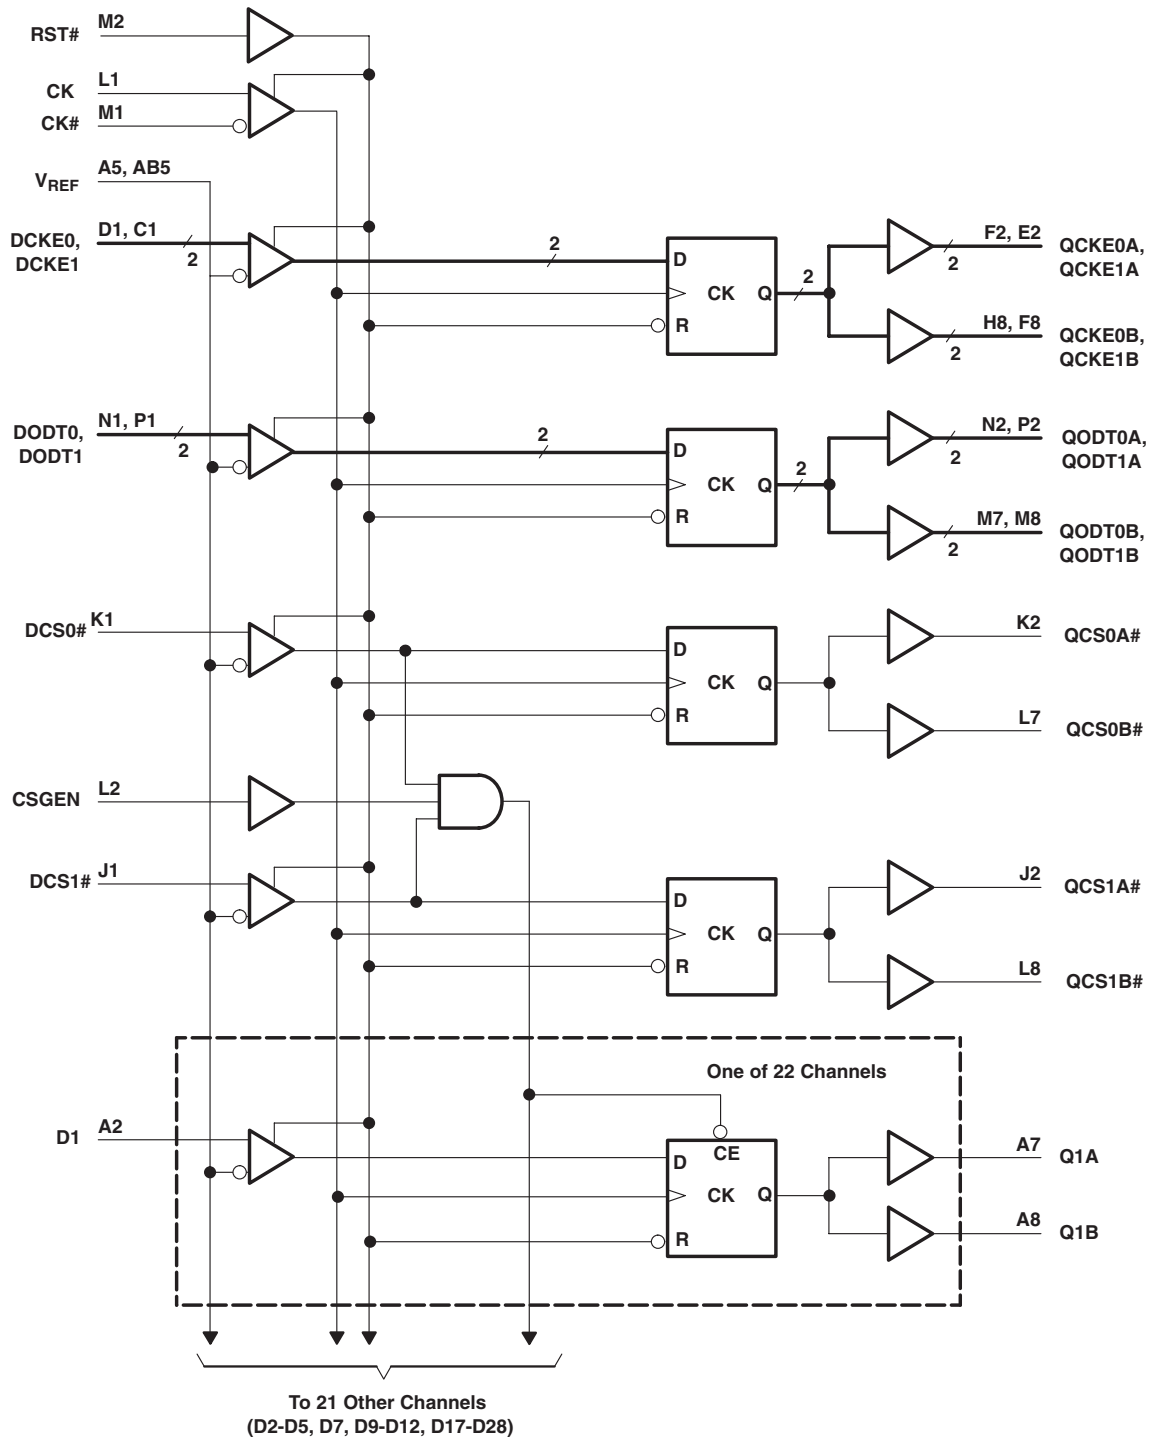 RST# M2
CK L1
CK# M1
VREF A5, AB5
DCKE0, DCKE1 D1, C1 2
2
D CK Q R
2
F2, E2 2 QCKE0A, QCKE1A
H8, F8 2 QCKE0B, QCKE1B
DODT0, DODT1 N1, P1 2
2
D CK Q R
2
N2, P2 2 QODT0A, QODT1A
M7, M8 2 QODT0B, QODT1B
DCS0# K1
D CK Q R
K2 QCS0A#
L7 QCS0B#
CSGEN L2
DCS1# J1
D CK Q R
J2 QCS1A#
L8 QCS1B#
One of 22 Channels
D1 A2
CE
D CK Q R
A7 Q1A
A8 Q1B
To 21 Other Channels
(D2-D5, D7, D9-D12, D17-D28)